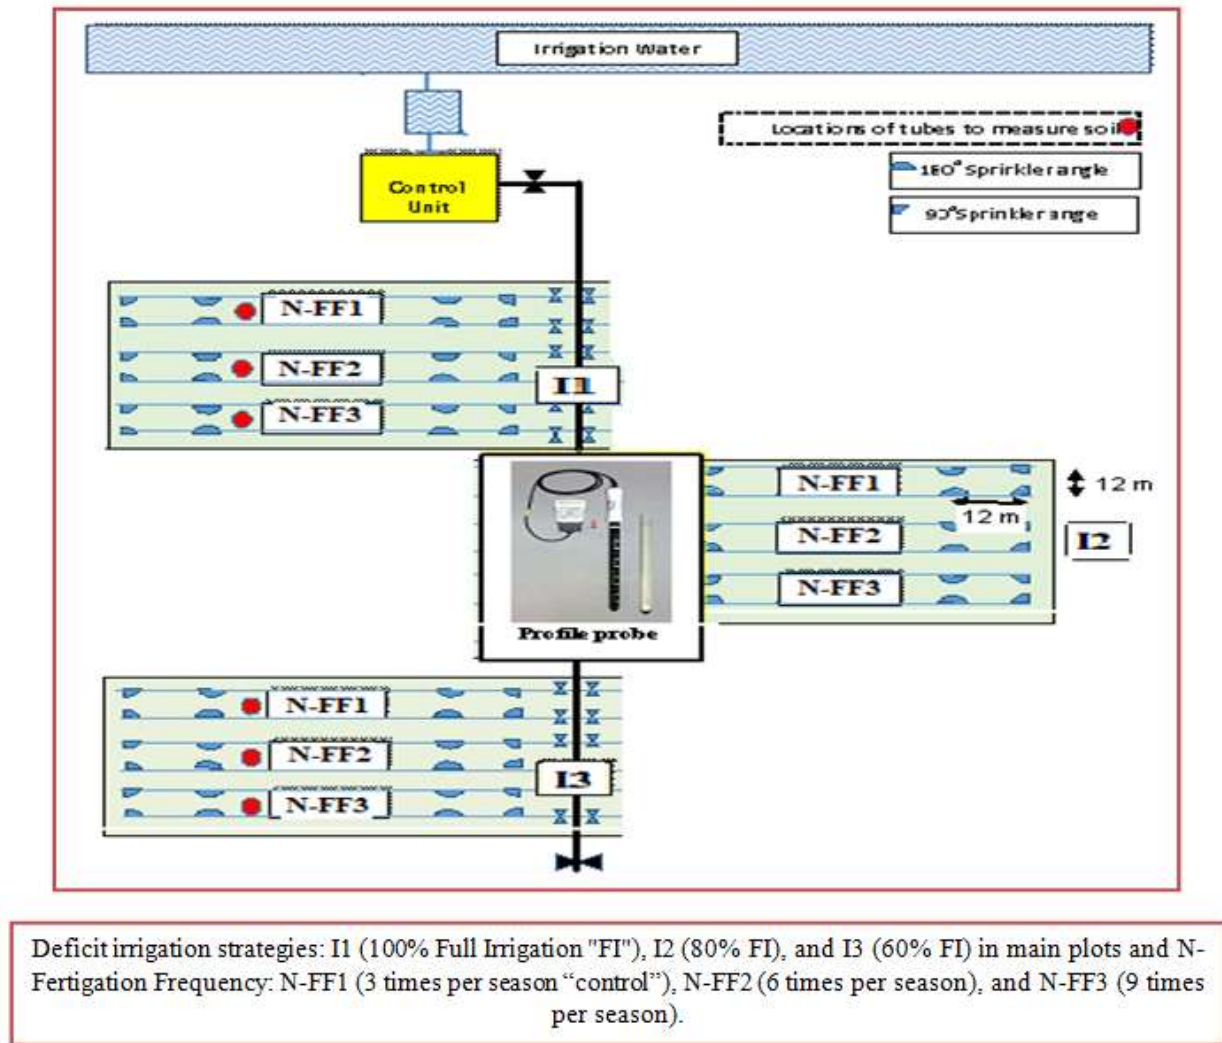 Irrigation Water
Locations of tubes to measure soil
Control
Unit
180° Sprirkler angle
90°Sprinkler ange
N-FF1
N-FF2
I1
N-FF3
N-FF1
12 m
12 m
N-FF2
I2
N-FF3
Profile probe
N-FF1
N-FF2
I3
N-FF3
Deficit irrigation strategies: I1 (100% Full Irrigation "FI"), I2 (80% FI), and I3 (60% FI) in main plots and N-
Fertigation Frequency: N-FF1 (3 times per season “control”), N-FF2 (6 times per season), and N-FF3 (9 times
per season).